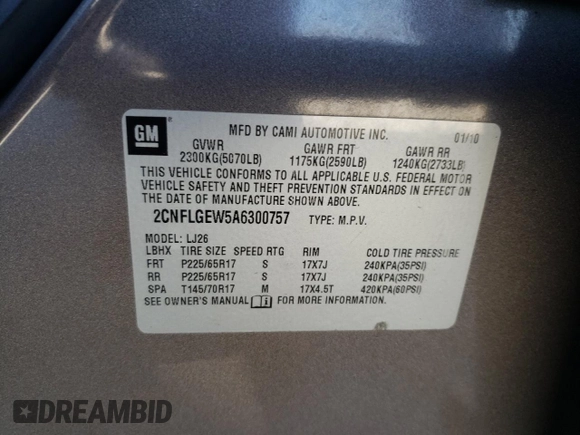 GM
MFD BY CAMI AUTOMOTIVE INC. 01/10
GVWR GAWR FRT GAWR RR
2300KG(5070LB) 1175KG(2590LB) 1240KG(2733LB)
THIS VEHICLE CONFORMS TO ALL APPLICABLE U.S. FEDERAL MOTOR
VEHICLE SAFETY AND THEFT PREVENTION STANDARDS IN EFFECT ON
THE DATE OF MANUFACTURE SHOWN ABOVE.
2CNFLGEW5A6300757 TYPE: M.P.V.
MODEL: LJ26
LBHX TIRE SIZE SPEED RTG RIM COLD TIRE PRESSURE
FRT P225/65R17 S 17X7J 240KPA(35PSI)
RR P225/65R17 S 17X7J 240KPA(35PSI)
SPA T145/70R17 M 17X4.5T 420KPA(60PSI)
SEE OWNER'S MANUAL FOR MORE INFORMATION.
DREAMBID